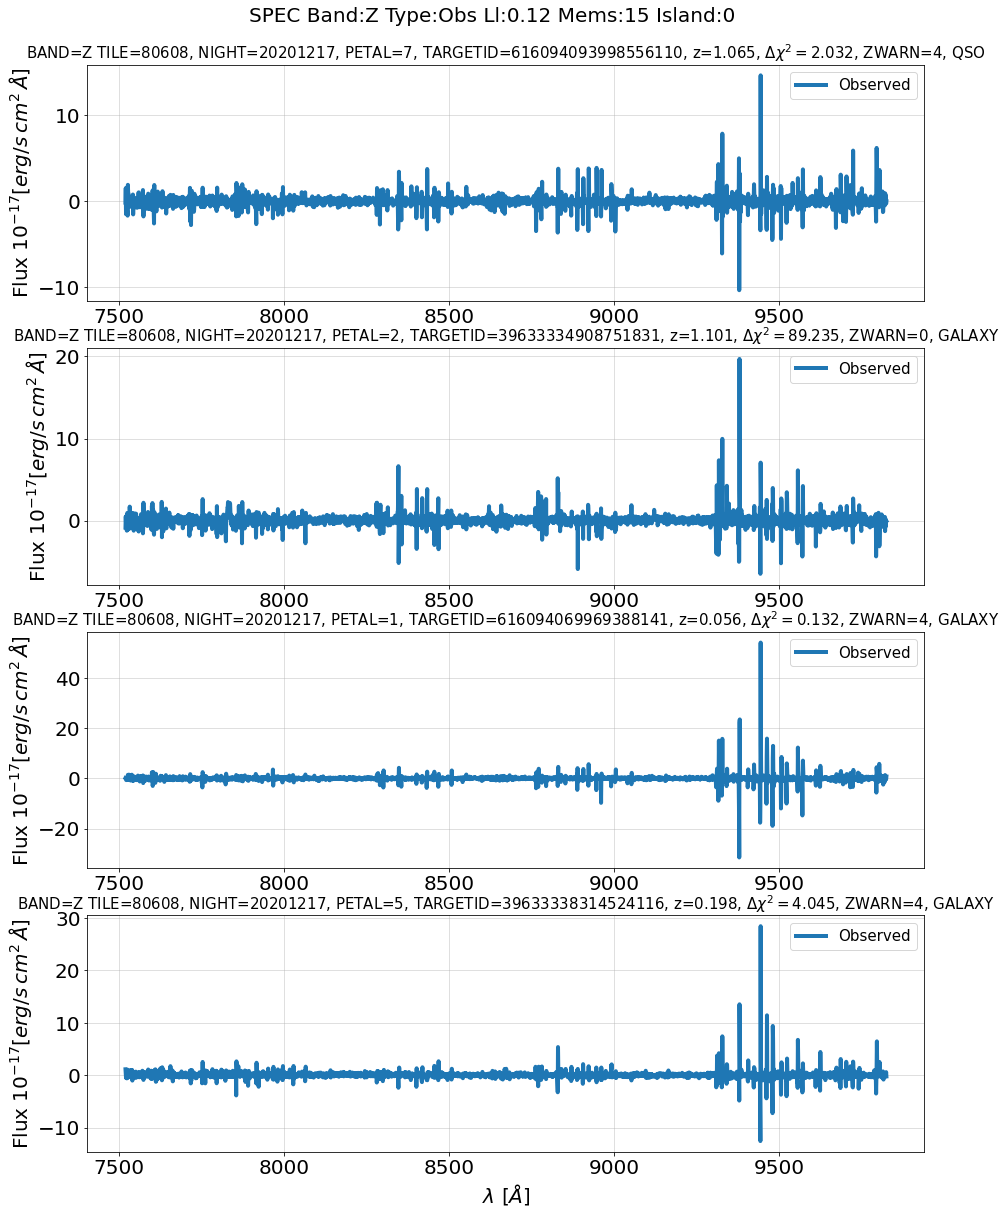 SPEC Band:Z Type:Obs Ll:0.12 Mems:15 Island:0
BAND=Z TILE=80608, NIGHT=20201217, PETAL=7, TARGETID=616094093998556110, z=1.065, Δχ² = 2.032, ZWARN=4, QSO
Observed
Flux 10⁻¹⁷[erg/s cm² Å]
10
0
−10
7500 8000 8500 9000 9500
BAND=Z TILE=80608, NIGHT=20201217, PETAL=2, TARGETID=39633334908751831, z=1.101, Δχ² = 89.235, ZWARN=0, GALAXY
Observed
Flux 10⁻¹⁷[erg/s cm² Å]
20
10
0
7500 8000 8500 9000 9500
BAND=Z TILE=80608, NIGHT=20201217, PETAL=1, TARGETID=616094069969388141, z=0.056, Δχ² = 0.132, ZWARN=4, GALAXY
Observed
Flux 10⁻¹⁷[erg/s cm² Å]
40
20
0
−20
7500 8000 8500 9000 9500
BAND=Z TILE=80608, NIGHT=20201217, PETAL=5, TARGETID=39633338314524116, z=0.198, Δχ² = 4.045, ZWARN=4, GALAXY
Observed
Flux 10⁻¹⁷[erg/s cm² Å]
30
20
10
0
−10
7500 8000 8500 9000 9500
λ [Å]